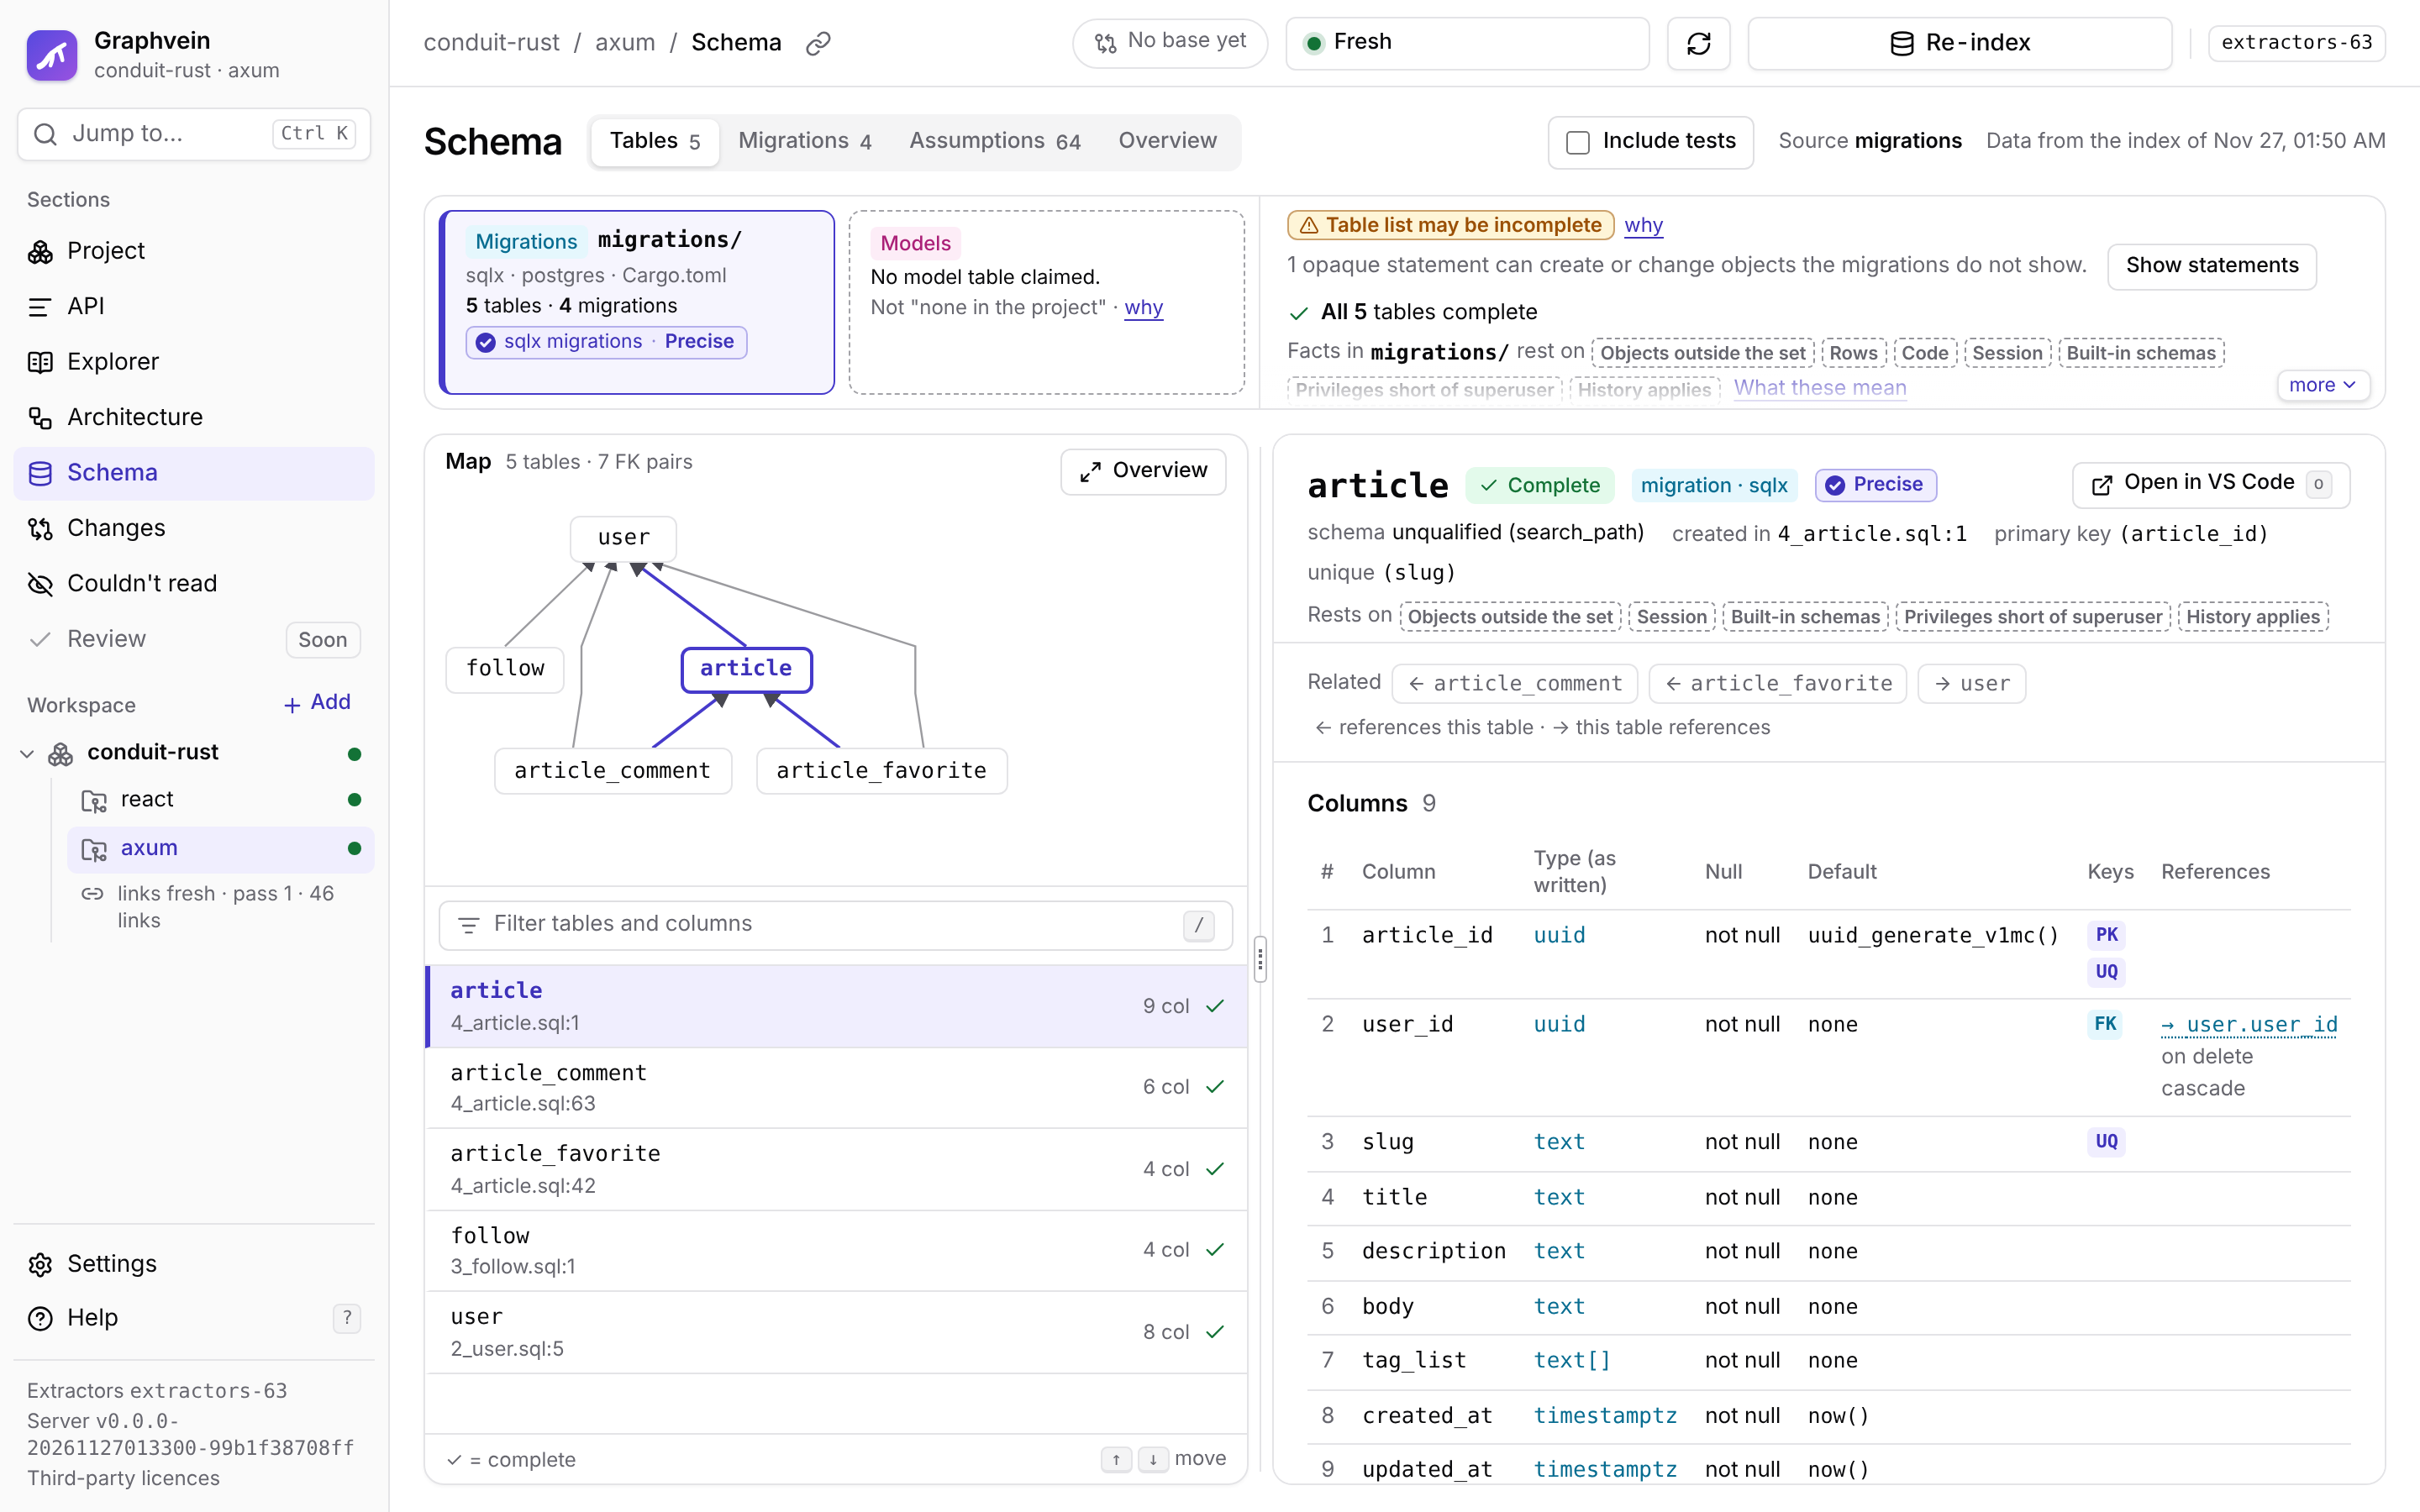 Graphvein
conduit-rust · axum
Jump to... Ctrl K
Sections
Project
API
Explorer
Architecture
Schema
Changes
Couldn't read
Review Soon
Workspace + Add
conduit-rust
react
axum
links fresh · pass 1 · 46
links
Settings
Help ?
Extractors extractors-63
Server v0.0.0-
20261127013300-99b1f38708ff
Third-party licences
conduit-rust / axum / Schema
No base yet
Fresh
Re-index
extractors-63
Schema
Tables 5 Migrations 4 Assumptions 64 Overview
Include tests
Source migrations
Data from the index of Nov 27, 01:50 AM
Migrations migrations/
sqlx · postgres · Cargo.toml
5 tables · 4 migrations
sqlx migrations · Precise
Models
No model table claimed.
Not "none in the project" · why
Table list may be incomplete why
1 opaque statement can create or change objects the migrations do not show. Show statements
All 5 tables complete
Facts in migrations/ rest on Objects outside the set Rows Code Session Built-in schemas
Privileges short of superuser History applies What these mean
more
Map 5 tables · 7 FK pairs
Overview
user
follow
article
article_comment
article_favorite
Filter tables and columns /
article
4_article.sql:1
9 col ✓
article_comment
4_article.sql:63
6 col ✓
article_favorite
4_article.sql:42
4 col ✓
follow
3_follow.sql:1
4 col ✓
user
2_user.sql:5
8 col ✓
✓ = complete
↑ ↓ move
article ✓ Complete migration · sqlx Precise
Open in VS Code O
schema unqualified (search_path) created in 4_article.sql:1 primary key (article_id)
unique (slug)
Rests on Objects outside the set Session Built-in schemas Privileges short of superuser History applies
Related ← article_comment ← article_favorite → user
← references this table · → this table references
Columns 9
# Column Type (as written) Null Default Keys References
1 article_id uuid not null uuid_generate_v1mc() PK UQ
2 user_id uuid not null none FK → user.user_id
on delete
cascade
3 slug text not null none UQ
4 title text not null none
5 description text not null none
6 body text not null none
7 tag_list text[] not null none
8 created_at timestamptz not null now()
9 updated_at timestamptz not null now()